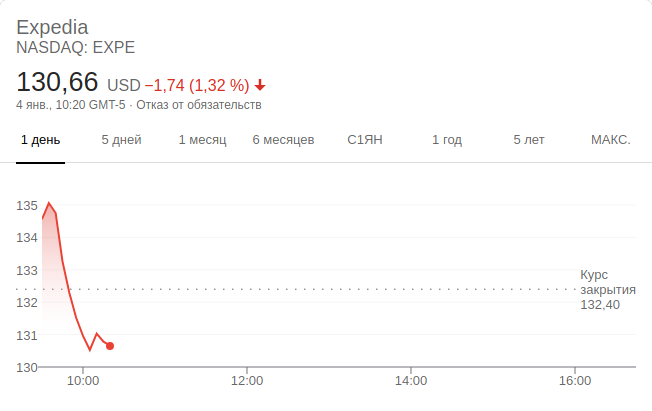 Expedia
NASDAQ: EXPE
130,66 USD −1,74 (1,32 %)
4 янв., 10:20 GMT-5 · Отказ от обязательств
1 день 5 дней 1 месяц 6 месяцев С1ЯН 1 год 5 лет МАКС.
135
134
133
132
131
130
Курс
закрытия
132,40
10:00 12:00 14:00 16:00